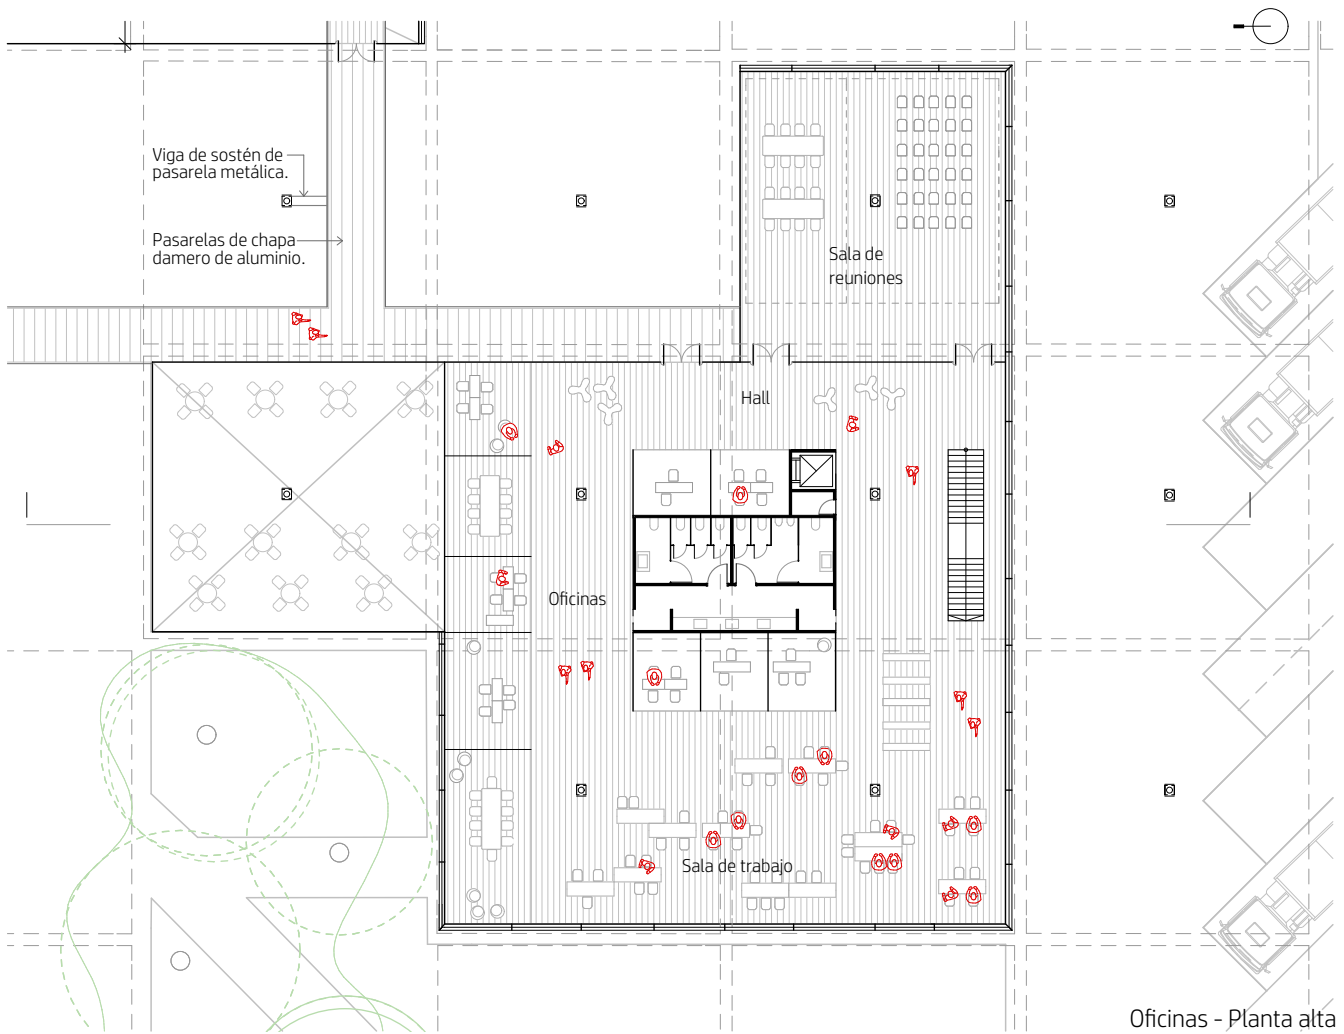 Viga de sostén de
pasarela metálica.
Pasarelas de chapa
damero de aluminio.
Sala de
reuniones
Hall
Oficinas
Sala de trabajo
Oficinas - Planta alta